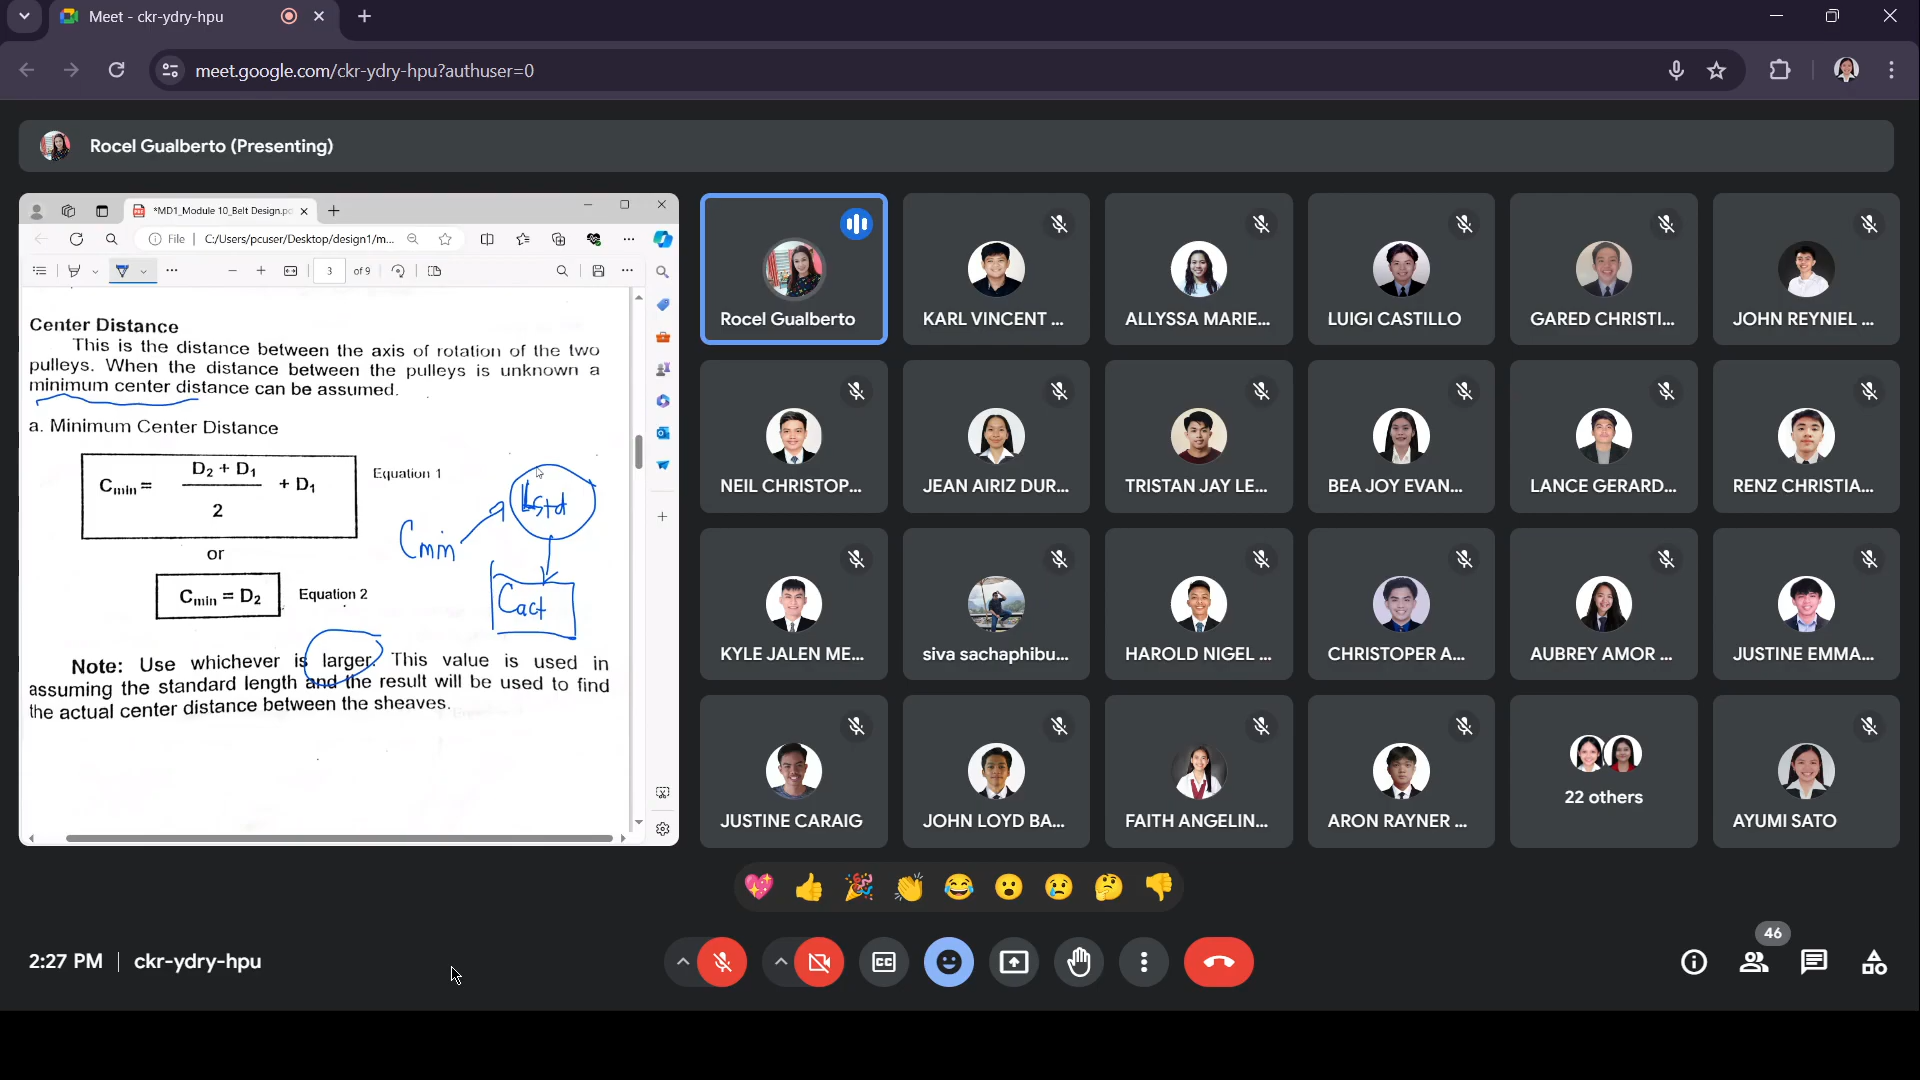 Meet - ckr-ydry-hpu
meet.google.com/ckr-ydry-hpu?authuser=0
Rocel Gualberto (Presenting)
*MD1_Module 10_Belt Design.p
File | C:/Users/pcuser/Desktop/design1/m...
3 of 9
Center Distance
This is the distance between the axis of rotation of the two
pulleys. When the distance between the pulleys is unknown a
minimum center distance can be assumed.
a. Minimum Center Distance
Cmin = D2 + D1 / 2 + D1
Equation 1
or
Cmin = D2
Equation 2
Cmin
Lstd
Cact
Note: Use whichever is larger. This value is used in
assuming the standard length and the result will be used to find
the actual center distance between the sheaves.
Rocel Gualberto
KARL VINCENT ...
ALLYSSA MARIE...
LUIGI CASTILLO
GARED CHRISTI...
JOHN REYNIEL ...
NEIL CHRISTOP...
JEAN AIRIZ DUR...
TRISTAN JAY LE...
BEA JOY EVAN...
LANCE GERARD...
RENZ CHRISTIA...
KYLE JALEN ME...
siva sachaphibu...
HAROLD NIGEL ...
CHRISTOPER A...
AUBREY AMOR ...
JUSTINE EMMA...
JUSTINE CARAIG
JOHN LOYD BA...
FAITH ANGELIN...
ARON RAYNER ...
22 others
AYUMI SATO
2:27 PM | ckr-ydry-hpu
CC
46